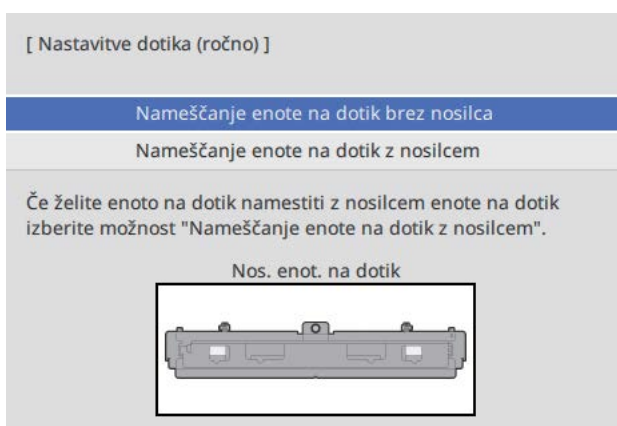 [ Nastavitve dotika (ročno) ]
Nameščanje enote na dotik brez nosilca
Nameščanje enote na dotik z nosilcem
Če želite enoto na dotik namestiti z nosilcem enote na dotik
izberite možnost "Nameščanje enote na dotik z nosilcem".
Nos. enot. na dotik